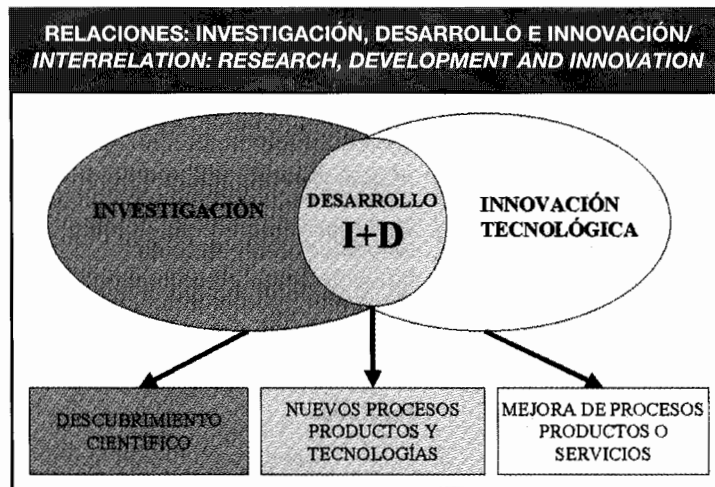 RELACIONES: INVESTIGACIÓN, DESARROLLO E INNOVACIÓN/
INTERRELATION: RESEARCH, DEVELOPMENT AND INNOVATION
INVESTIGACIÒN
DESARROLLO
I+D
INNOVACIÓN
TECNOLÓGICA
DESCUBRIMIENTO
CIENTÍFICO
NUEVOS PROCESOS
PRODUCTOS Y
TECNOLOGÍAS
MEJORA DE PROCESOS
PRODUCTOS O
SERVICIOS